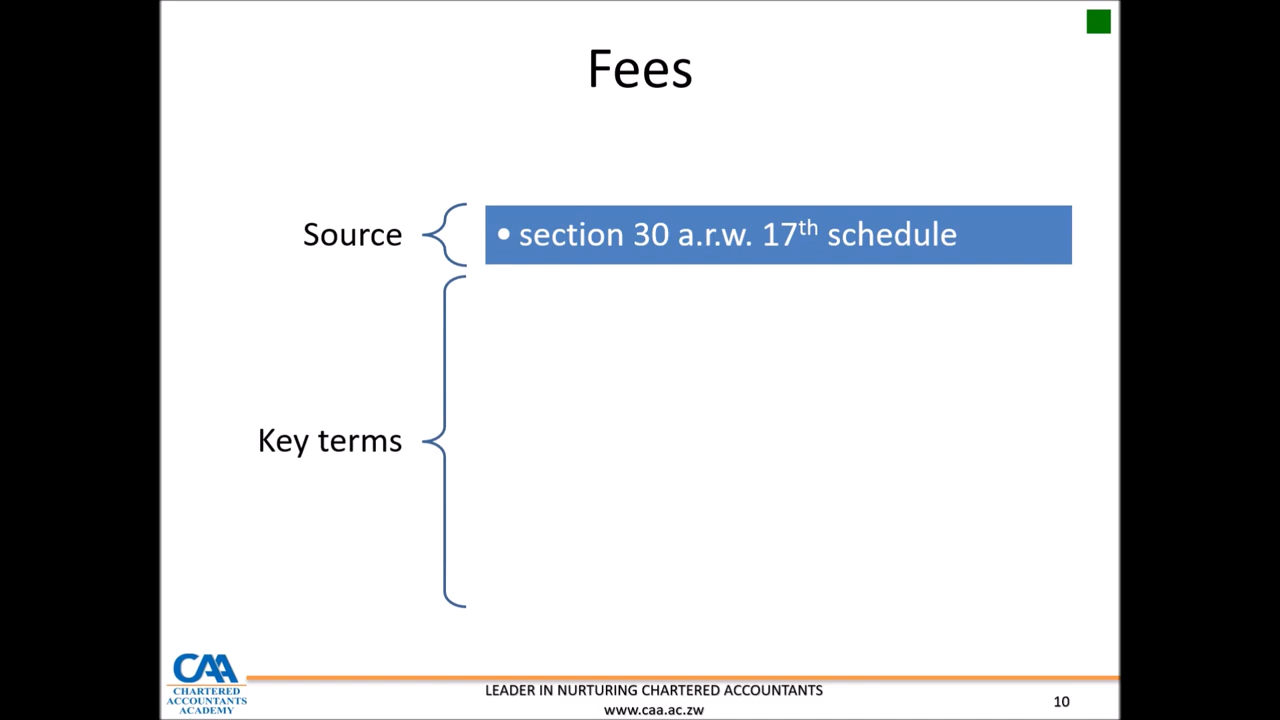 Fees
Source
• section 30 a.r.w. 17th schedule
Key terms
CAA
CHARTERED
ACCOUNTANTS
ACADEMY
LEADER IN NURTURING CHARTERED ACCOUNTANTS
www.caa.ac.zw
10